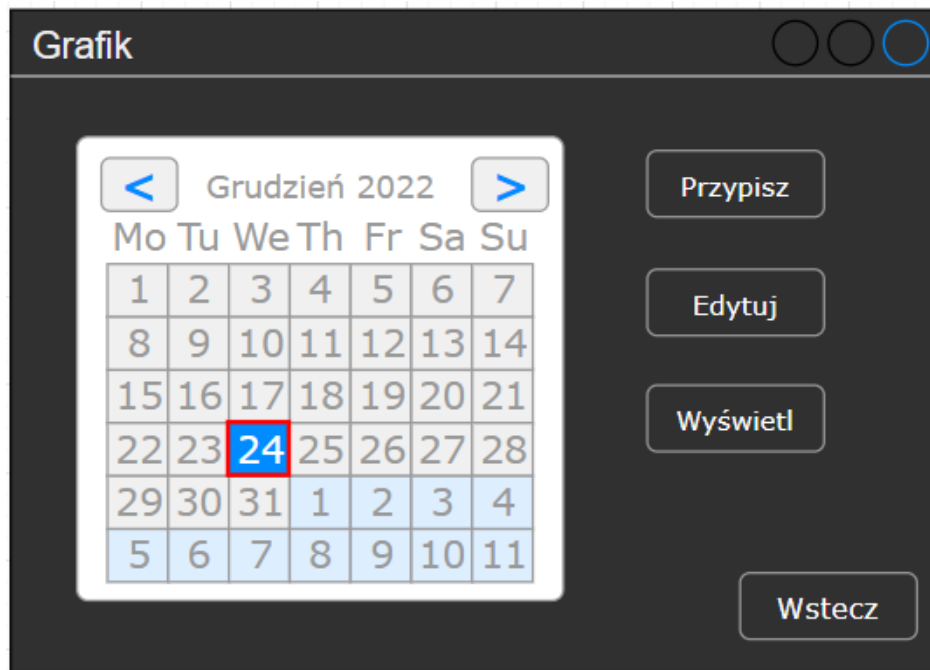 Grafik
< Grudzień 2022 >
Mo Tu We Th Fr Sa Su
1 2 3 4 5 6 7
8 9 10 11 12 13 14
15 16 17 18 19 20 21
22 23 24 25 26 27 28
29 30 31 1 2 3 4
5 6 7 8 9 10 11
Przypisz
Edytuj
Wyświetl
Wstecz